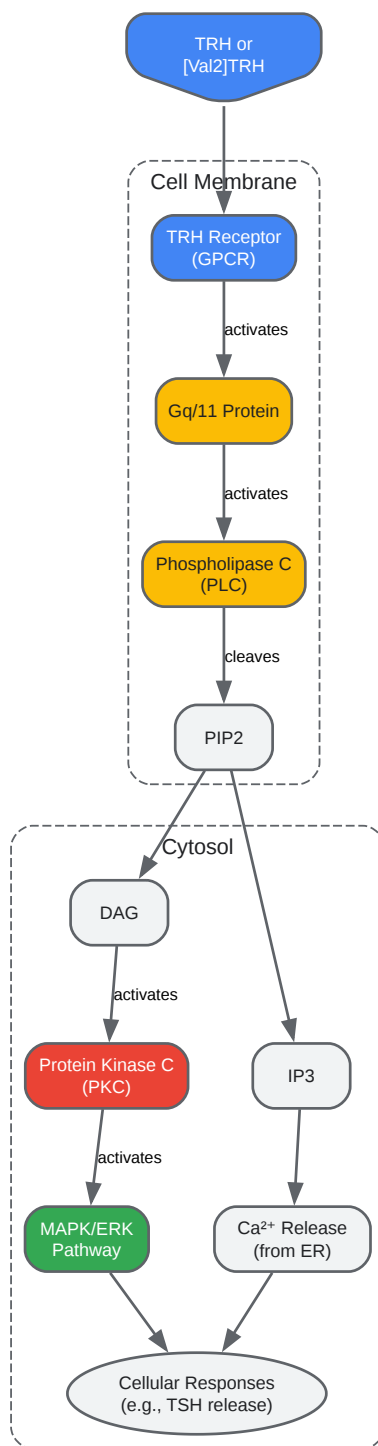 TRH or
[Val2]TRH
Cell Membrane
TRH Receptor
(GPCR)
activates
Gq/11 Protein
activates
Phospholipase C
(PLC)
cleaves
PIP2
Cytosol
DAG
activates
Protein Kinase C
(PKC)
IP3
activates
MAPK/ERK
Pathway
Ca²⁺ Release
(from ER)
Cellular Responses
(e.g., TSH release)